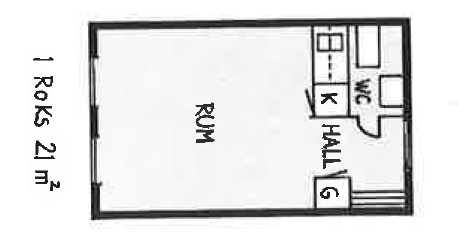 1 RoKS 21 m²
RUM
K
WC
HALL
G